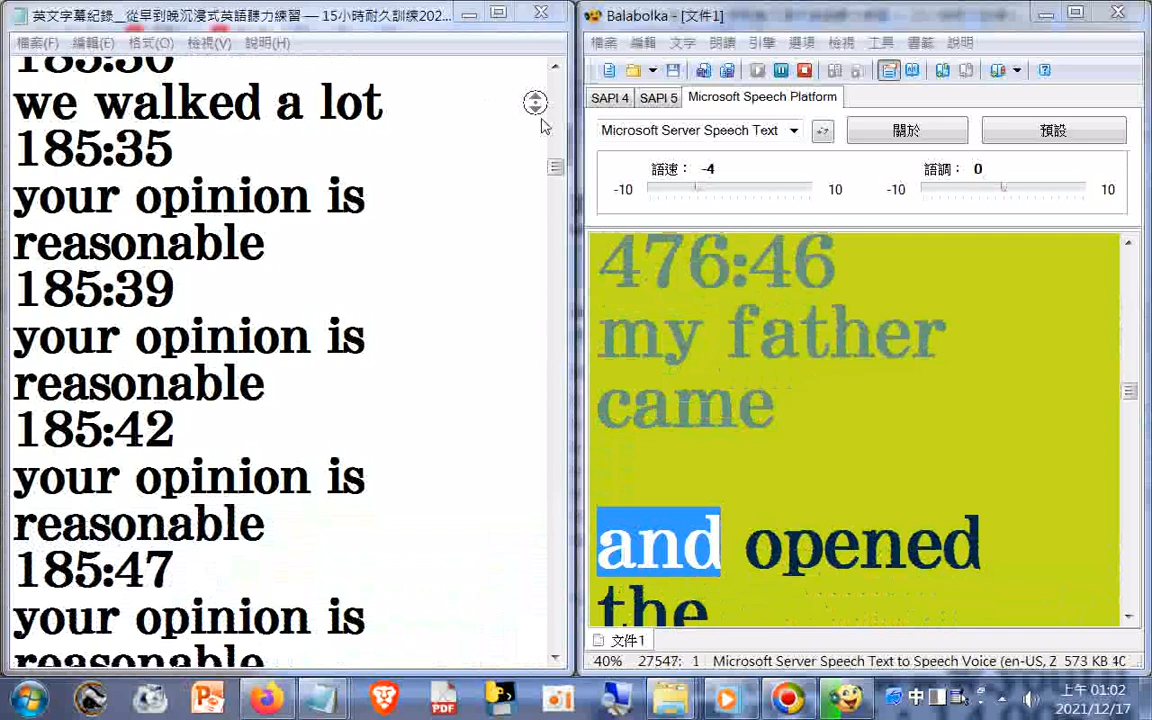 英文字幕紀錄__從早到晚沉浸式英語聽力練習 — 15小時耐久訓練202...
檔案(F) 編輯(E) 格式(O) 檢視(V) 說明(H)
185:30
we walked a lot
185:35
your opinion is
reasonable
185:39
your opinion is
reasonable
185:42
your opinion is
reasonable
185:47
your opinion is
reasonable
Balabolka - [文件1]
檔案 編輯 文字 朗讀 引擎 選項 檢視 工具 書籤 說明
SAPI 4 SAPI 5 Microsoft Speech Platform
Microsoft Server Speech Text 關於 預設
語速： -4 語調： 0
-10 10 -10 10
476:46
my father
came
and opened
the
文件1
40% 27547: 1 Microsoft Server Speech Text to Speech Voice (en-US, Z 573 KB
PDF 中 上午 01:02
2021/12/17